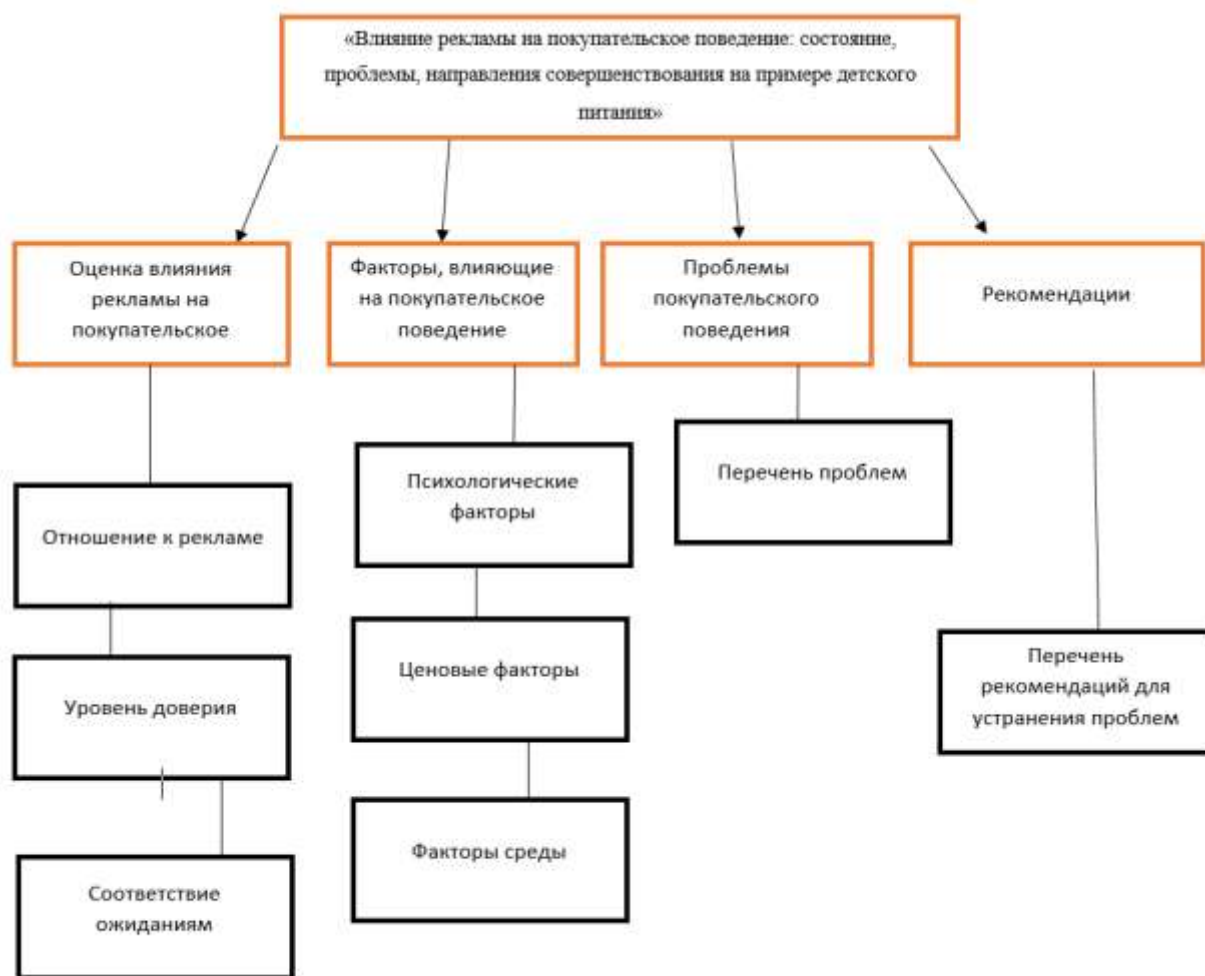 «Влияние рекламы на покупательское поведение: состояние,
проблемы, направления совершенствования на примере детского
питания»
Оценка влияния
рекламы на
покупательское
Факторы, влияющие
на покупательское
поведение
Проблемы
покупательского
поведения
Рекомендации
Отношение к рекламе
Уровень доверия
Соответствие
ожиданиям
Психологические
факторы
Ценовые факторы
Факторы среды
Перечень проблем
Перечень
рекомендаций для
устранения проблем